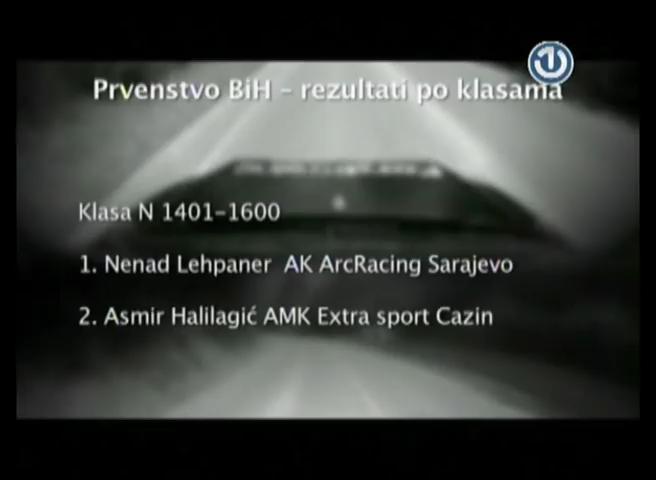 Prvenstvo BiH - rezultati po klasama
Klasa N 1401-1600
1. Nenad Lehpaner AK ArcRacing Sarajevo
2. Asmir Halilagić AMK Extra sport Cazin